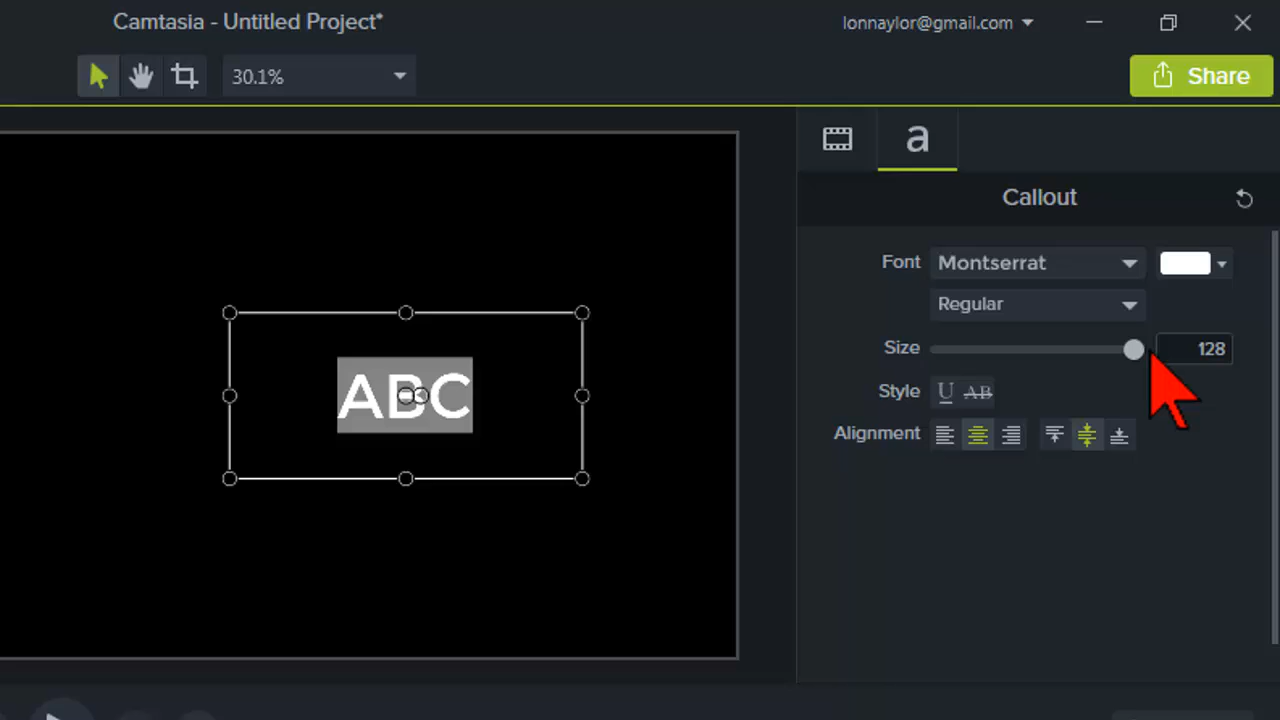 Camtasia - Untitled Project*
lonnaylor@gmail.com
30.1%
Share
a
Callout
Font Montserrat
Regular
Size 128
Style U AB
Alignment
ABC